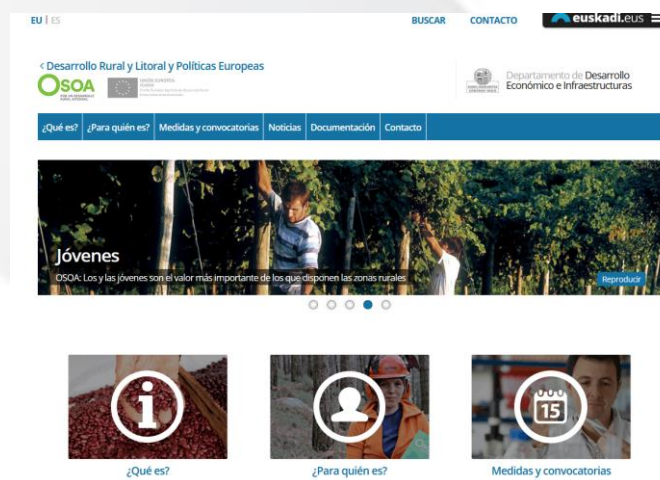 EU | ES
BUSCAR CONTACTO euskadi.eus
< Desarrollo Rural y Litoral y Políticas Europeas
OSOA
Departamento de Desarrollo
Económico e Infraestructuras
¿Qué es? ¿Para quién es? Medidas y convocatorias Noticias Documentación Contacto
Jóvenes
OSOA: Los y las jóvenes son el valor más importante de los que disponen las zonas rurales
Reproducir
15
¿Qué es? ¿Para quién es? Medidas y convocatorias